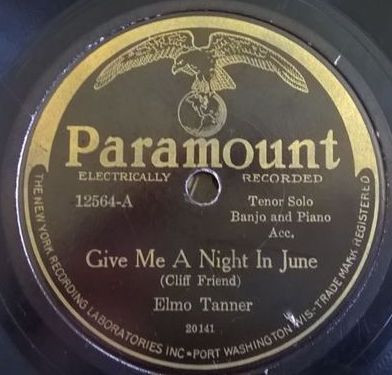 Paramount
ELECTRICALLY RECORDED
12564-A
Tenor Solo
Banjo and Piano
Acc.
Give Me A Night In June
(Cliff Friend)
Elmo Tanner
20141
THE NEW YORK RECORDING LABORATORIES INC • PORT WASHINGTON WIS.-TRADE MARK REGISTERED